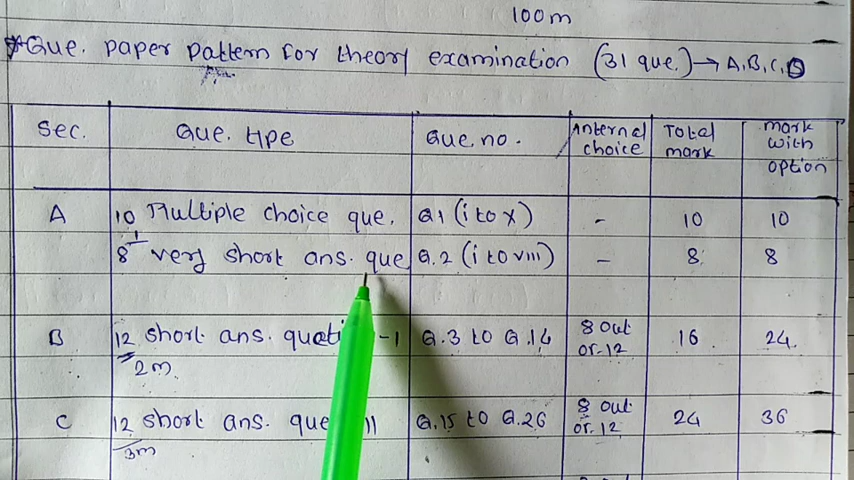 100m
*Que. paper pattern for theory examination (31 que.)→ A,B,C,D
Sec. Que. type Que. no. Internal choice Total mark mark with option
A 10 Multiple choice que. Q1 (i to x) - 10 10
8 very short ans. que Q.2 (i to viii) - 8 8
B 12 short ans. -1 Q.3 to Q.14 8 out of 12 16 24
2m
C 12 short ans. que II Q.15 to Q.26 8 out of 12 24 36
3m